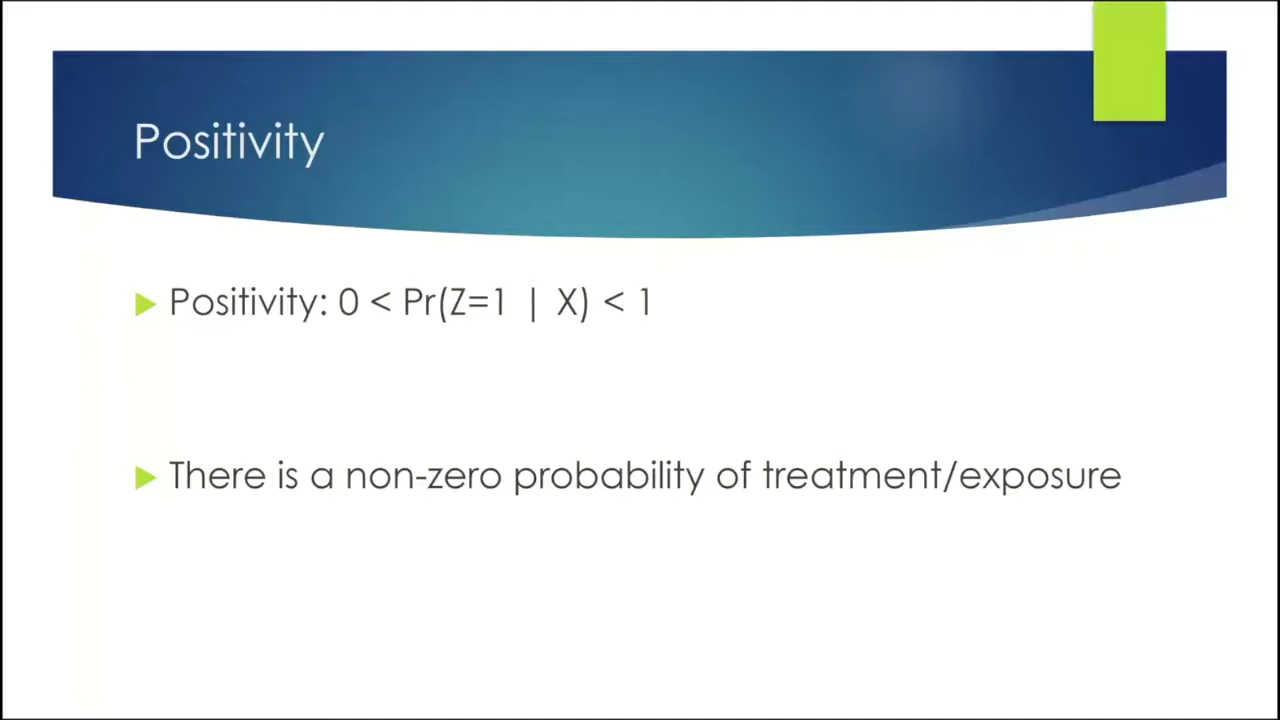 Positivity
Positivity: 0 < Pr(Z=1 | X) < 1
There is a non-zero probability of treatment/exposure